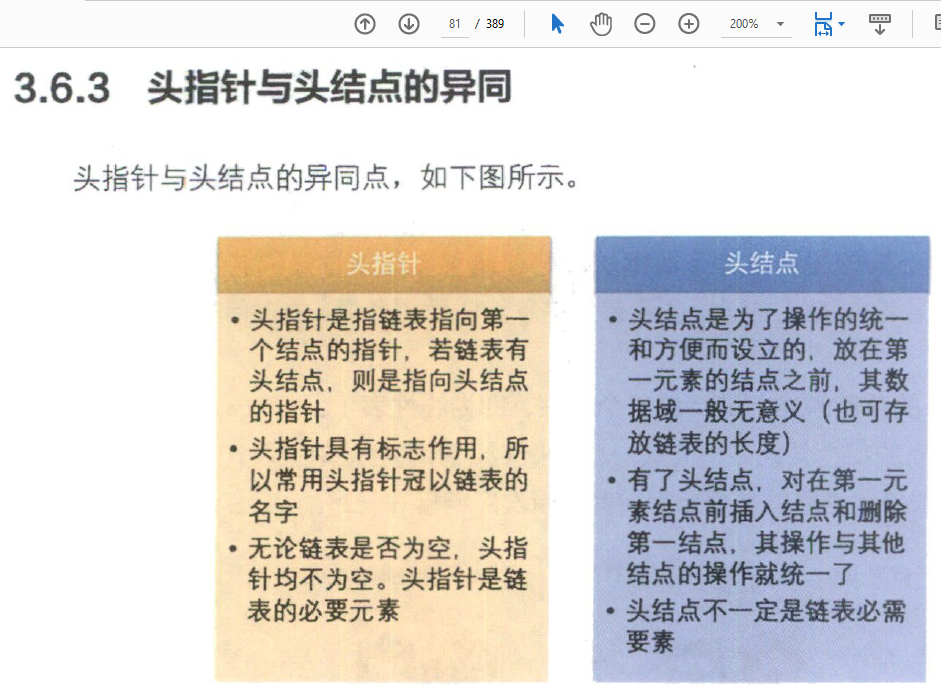 81 / 389
200%
3.6.3 头指针与头结点的异同
头指针与头结点的异同点，如下图所示。
头指针
• 头指针是指链表指向第一
个结点的指针，若链表有
头结点，则是指向头结点
的指针
• 头指针具有标志作用，所
以常用头指针冠以链表的
名字
• 无论链表是否为空，头指
针均不为空。头指针是链
表的必要元素
头结点
• 头结点是为了操作的统一
和方便而设立的，放在第
一元素的结点之前，其数
据域一般无意义（也可存
放链表的长度）
• 有了头结点，对在第一元
素结点前插入结点和删除
第一结点，其操作与其他
结点的操作就统一了
• 头结点不一定是链表必需
要素